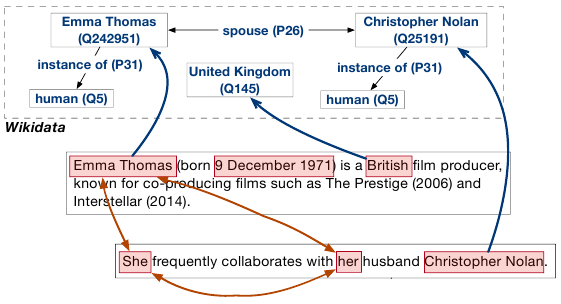 Emma Thomas
(Q242951)
spouse (P26)
Christopher Nolan
(Q25191)
instance of (P31)
human (Q5)
United Kingdom
(Q145)
instance of (P31)
human (Q5)
Wikidata
Emma Thomas (born 9 December 1971) is a British film producer,
known for co-producing films such as The Prestige (2006) and
Interstellar (2014).
She frequently collaborates with her husband Christopher Nolan.